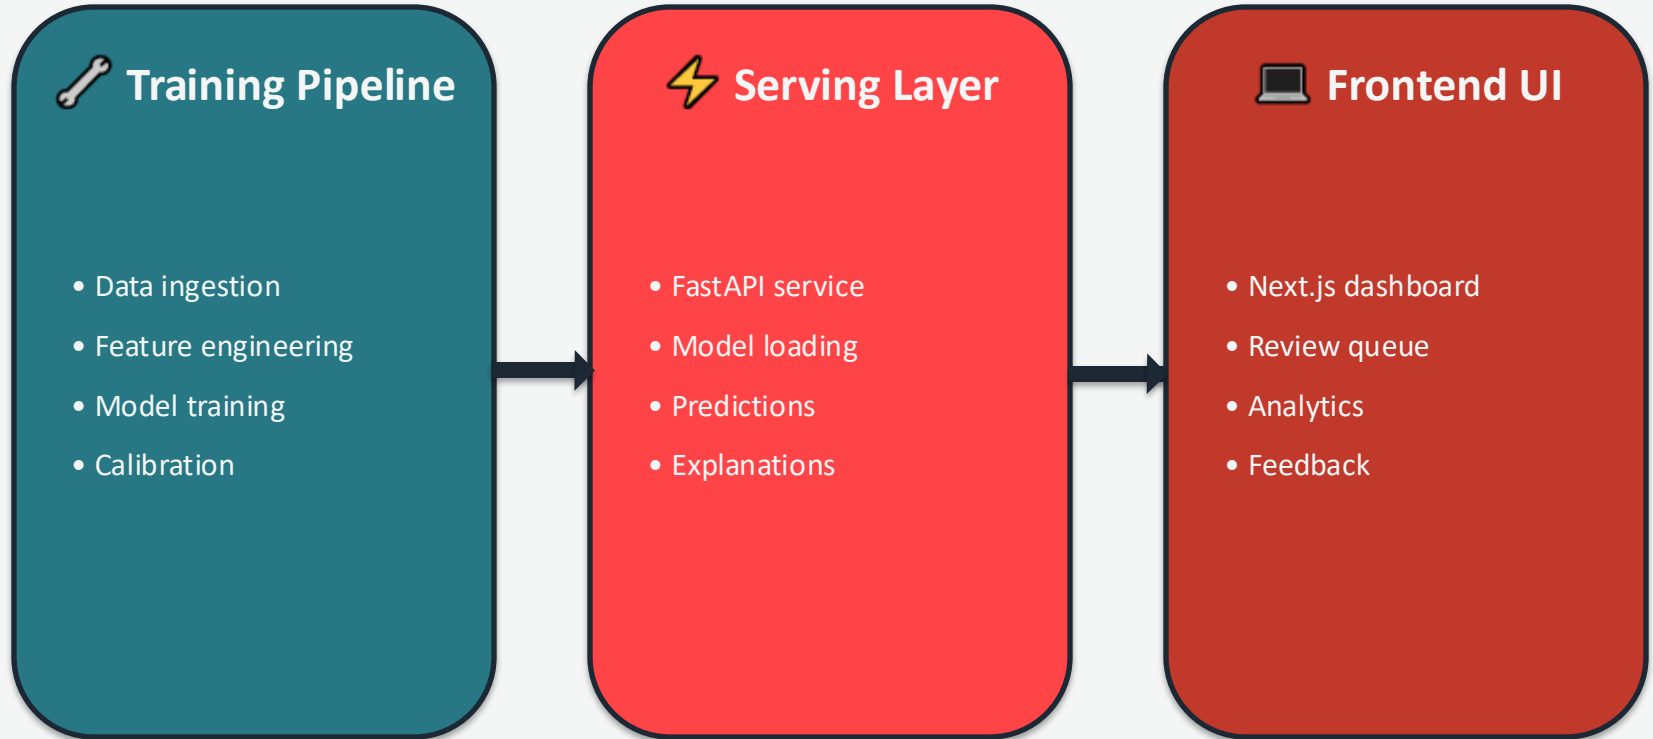 Training Pipeline
• Data ingestion
• Feature engineering
• Model training
• Calibration
Serving Layer
• FastAPI service
• Model loading
• Predictions
• Explanations
Frontend UI
• Next.js dashboard
• Review queue
• Analytics
• Feedback